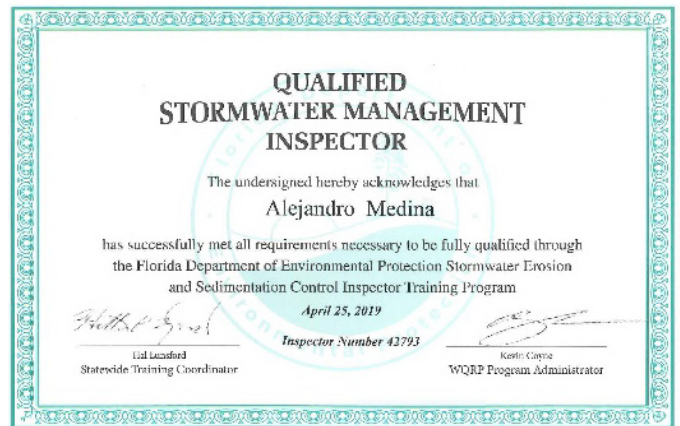 QUALIFIED
STORMWATER MANAGEMENT
INSPECTOR
The undersigned hereby acknowledges that
Alejandro Medina
has successfully met all requirements necessary to be fully qualified through
the Florida Department of Environmental Protection Stormwater Erosion
and Sedimentation Control Inspector Training Program
April 25, 2019
Inspector Number 42793
Hal Lunsford
Statewide Training Coordinator
Kevin Coyne
WQRP Program Administrator